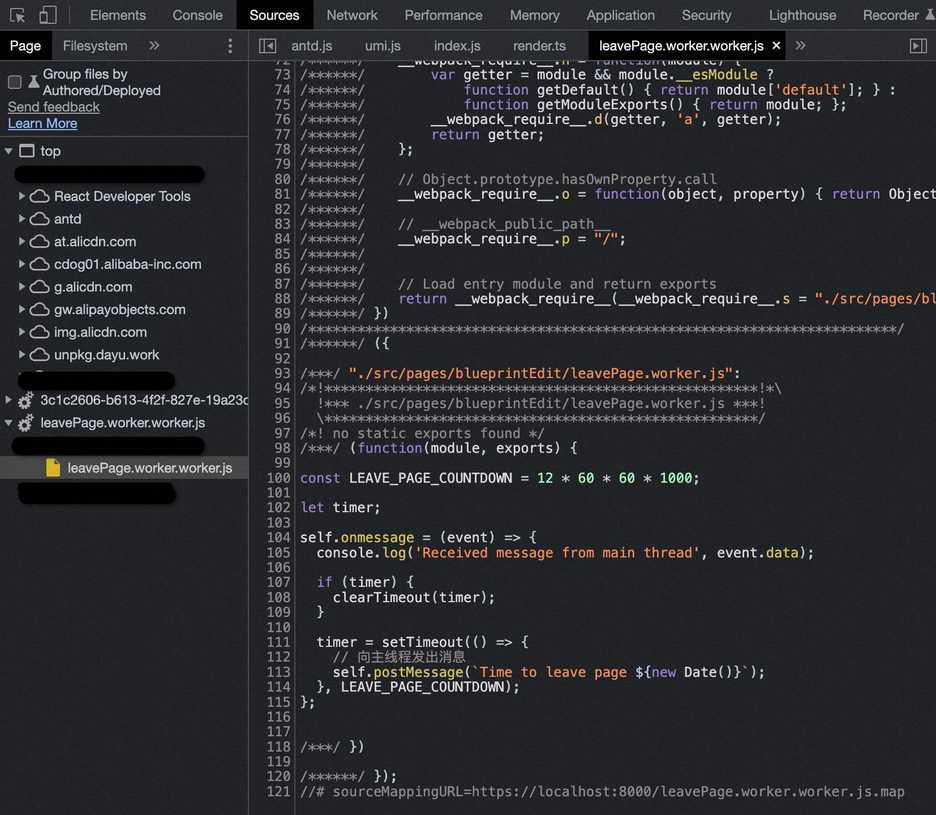 Elements Console Sources Network Performance Memory Application Security Lighthouse Recorder
Page Filesystem »
antd.js umi.js index.js render.ts leavePage.worker.worker.js × »
Group files by
Authored/Deployed
Send feedback
Learn More
top
React Developer Tools
antd
at.alicdn.com
cdog01.alibaba-inc.com
g.alicdn.com
gw.alipayobjects.com
img.alicdn.com
unpkg.dayu.work
3c1c2606-b613-4f2f-827e-19a23c
leavePage.worker.worker.js
leavePage.worker.worker.js
72 /******/ __webpack_require__.n = function(module) {
73 /******/ var getter = module && module.__esModule ?
74 /******/ function getDefault() { return module['default']; } :
75 /******/ function getModuleExports() { return module; };
76 /******/ __webpack_require__.d(getter, 'a', getter);
77 /******/ return getter;
78 /******/ };
79 /******/
80 /******/ // Object.prototype.hasOwnProperty.call
81 /******/ __webpack_require__.o = function(object, property) { return Object
82 /******/
83 /******/ // __webpack_public_path__
84 /******/ __webpack_require__.p = "/";
85 /******/
86 /******/
87 /******/ // Load entry module and return exports
88 /******/ return __webpack_require__(__webpack_require__.s = "./src/pages/bl
89 /******/ })
90 /************************************************************************/
91 /******/ ({
92
93 /***/ "./src/pages/blueprintEdit/leavePage.worker.js":
94 /*!*****************************************************!*\
95 !*** ./src/pages/blueprintEdit/leavePage.worker.js ***!
96 \*****************************************************/
97 /*! no static exports found */
98 /***/ (function(module, exports) {
99
100 const LEAVE_PAGE_COUNTDOWN = 12 * 60 * 60 * 1000;
101
102 let timer;
103
104 self.onmessage = (event) => {
105 console.log('Received message from main thread', event.data);
106
107 if (timer) {
108 clearTimeout(timer);
109 }
110
111 timer = setTimeout(() => {
112 // 向主线程发出消息
113 self.postMessage(`Time to leave page ${new Date()}`);
114 }, LEAVE_PAGE_COUNTDOWN);
115 };
116
117
118 /***/ })
119
120 /******/ });
121 //# sourceMappingURL=https://localhost:8000/leavePage.worker.worker.js.map